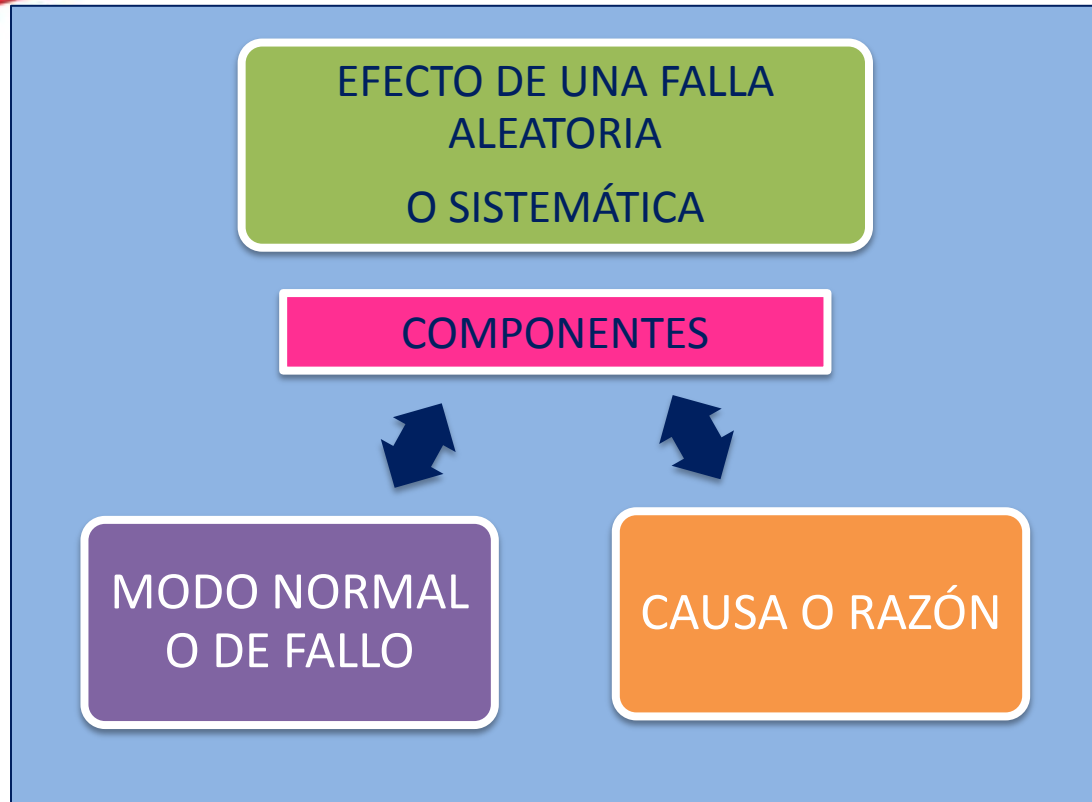 EFECTO DE UNA FALLA
ALEATORIA
O SISTEMÁTICA
COMPONENTES
MODO NORMAL
O DE FALLO
CAUSA O RAZÓN